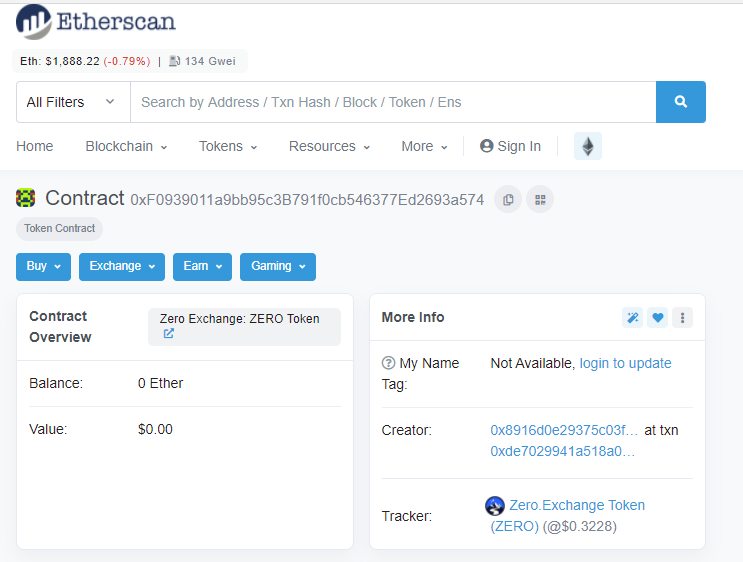 Etherscan
Eth: $1,888.22 (-0.79%) | 134 Gwei
All Filters
Search by Address / Txn Hash / Block / Token / Ens
Home Blockchain Tokens Resources More Sign In
Contract 0xF0939011a9bb95c3B791f0cb546377Ed2693a574
Token Contract
Buy Exchange Earn Gaming
Contract Overview
Zero Exchange: ZERO Token
Balance: 0 Ether
Value: $0.00
More Info
My Name Tag: Not Available, login to update
Creator: 0x8916d0e29375c03f... at txn
0xde7029941a518a0...
Tracker: Zero.Exchange Token
(ZERO) (@$0.3228)